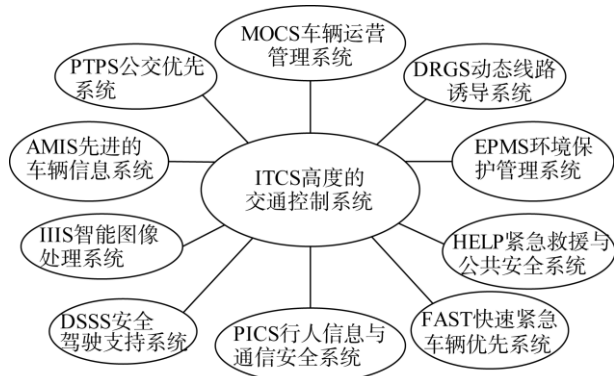 MOCS车辆运营
管理系统
PTPS公交优先
系统
DRGS动态线路
诱导系统
AMIS先进的
车辆信息系统
EPMS环境保
护管理系统
ITCS高度的
交通控制系统
IIIS智能图像
处理系统
HELP紧急救援与
公共安全系统
DSSS安全
驾驶支持系统
PICS行人信息与
通信安全系统
FAST快速紧急
车辆优先系统